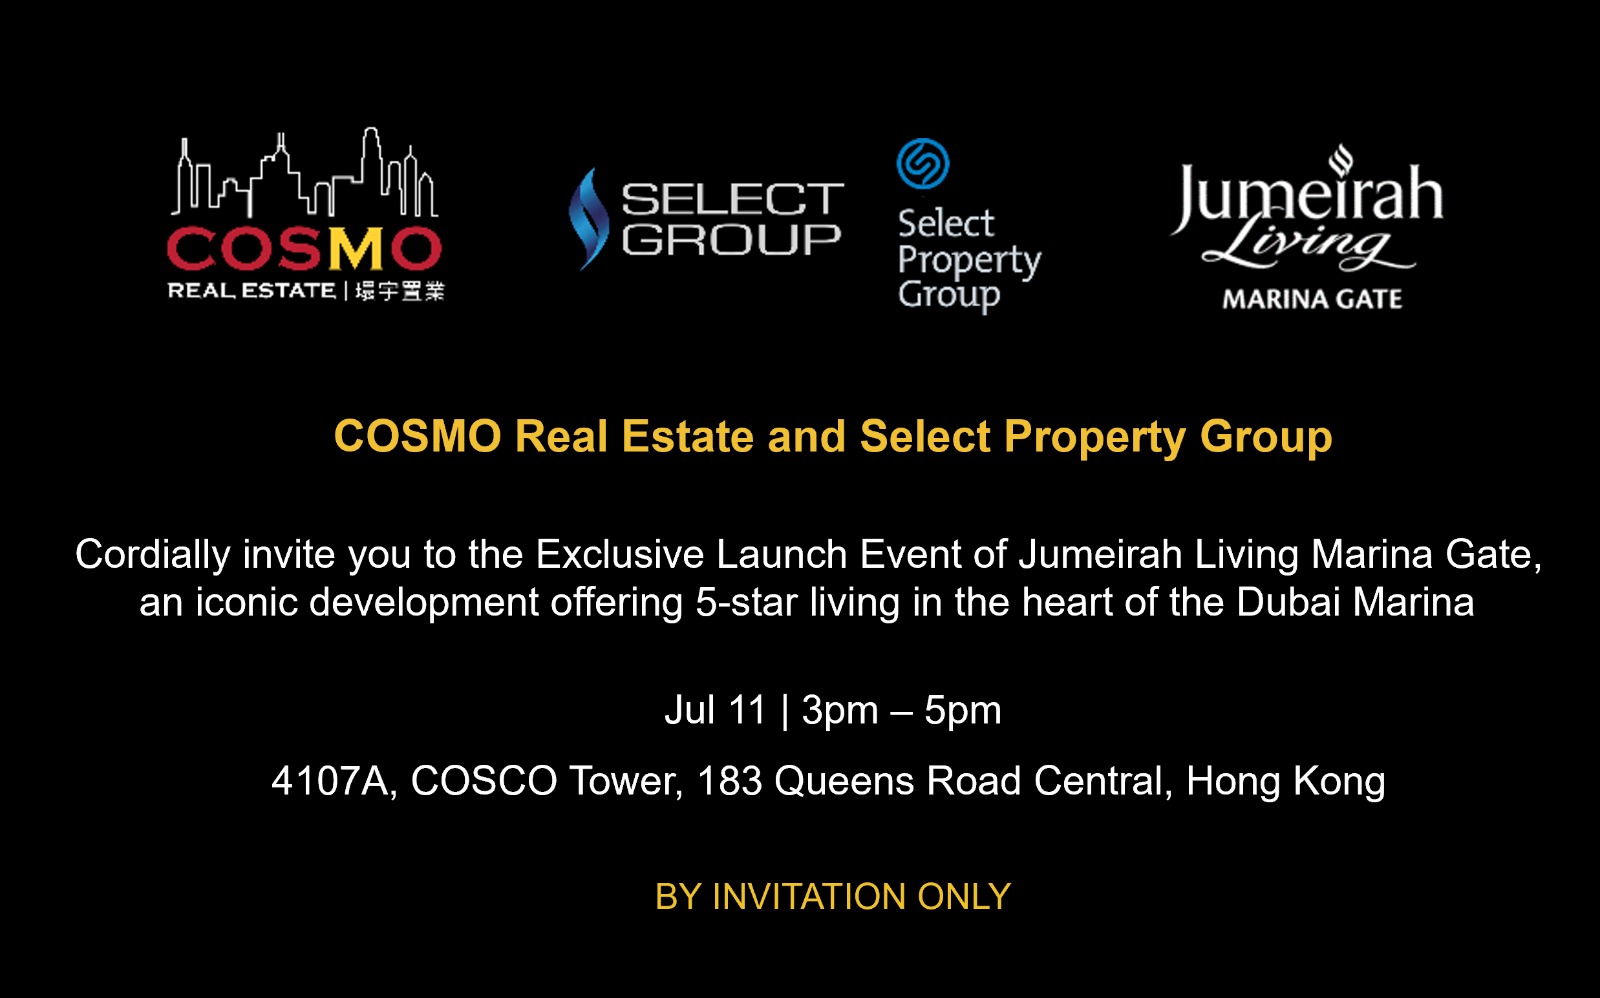 COSMO
REAL ESTATE | 環宇置業
SELECT
GROUP
Select
Property
Group
Jumeirah
Living
MARINA GATE
COSMO Real Estate and Select Property Group
Cordially invite you to the Exclusive Launch Event of Jumeirah Living Marina Gate,
an iconic development offering 5-star living in the heart of the Dubai Marina
Jul 11 | 3pm – 5pm
4107A, COSCO Tower, 183 Queens Road Central, Hong Kong
BY INVITATION ONLY